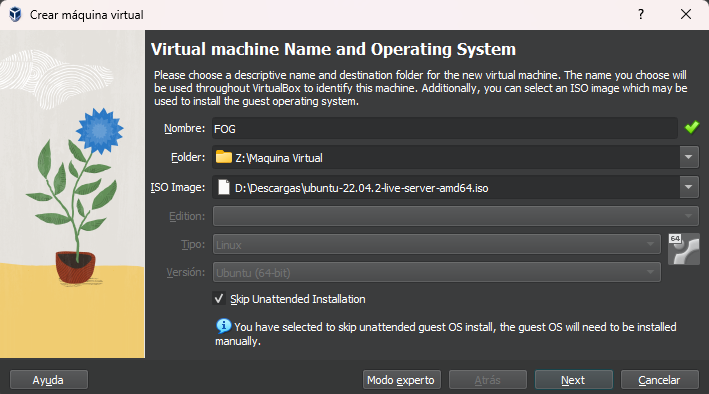 Crear máquina virtual
Virtual machine Name and Operating System
Please choose a descriptive name and destination folder for the new virtual machine. The name you choose will
be used throughout VirtualBox to identify this machine. Additionally, you can select an ISO image which may be
used to install the guest operating system.
Nombre: FOG
Folder: Z:\Maquina Virtual
ISO Image: D:\Descargas\ubuntu-22.04.2-live-server-amd64.iso
Edition:
Tipo: Linux
64
Versión: Ubuntu (64-bit)
Skip Unattended Installation
You have selected to skip unattended guest OS install, the guest OS will need to be installed
manually.
Ayuda Modo experto Atrás Next Cancelar